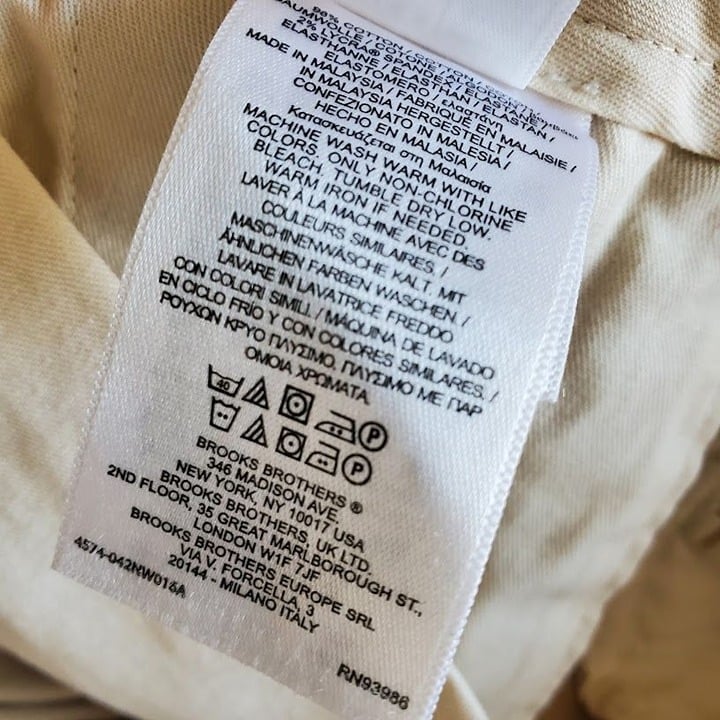 98% COTTON / COTTON /
BAUMWOLLE / COTONE /
2% LYCRA® SPANDEX /
ELASTHANNE / ELASTHAN /
ELASTOMERO / ελαστάνη
MADE IN MALAYSIA / FABRIQUÉ EN MALAISIE /
IN MALAYSIA HERGESTELLT /
CONFEZIONATO IN MALESIA /
HECHO EN MALASIA /
Κατασκευάζεται στη Μαλαισία
MACHINE WASH WARM WITH LIKE
COLORS. ONLY NON-CHLORINE
BLEACH. TUMBLE DRY LOW.
WARM IRON IF NEEDED.
LAVER À LA MACHINE AVEC DES
COULEURS SIMILAIRES. /
MASCHINENWÄSCHE KALT. MIT
ÄHNLICHEN FARBEN WASCHEN. /
LAVARE IN LAVATRICE FREDDO
CON COLORI SIMILI. / MÁQUINA DE LAVADO
EN CICLO FRÍO Y CON COLORES SIMILARES. /
ΡΟΥΧΩΝ ΚΡΥΟ ΠΛΥΣΙΜΟ. ΠΛΥΣΙΜΟ ΜΕ ΠΑΡ
ΟΜΟΙΑ ΧΡΩΜΑΤΑ.
40 P
P
BROOKS BROTHERS ®
346 MADISON AVE.
NEW YORK, NY 10017 USA
BROOKS BROTHERS, UK LTD.
2ND FLOOR, 35 GREAT MARLBOROUGH ST.,
LONDON W1F 7JF
BROOKS BROTHERS EUROPE SRL
VIA V. FORCELLA, 3
20144 - MILANO ITALY
4574-042NW016A
RN93986